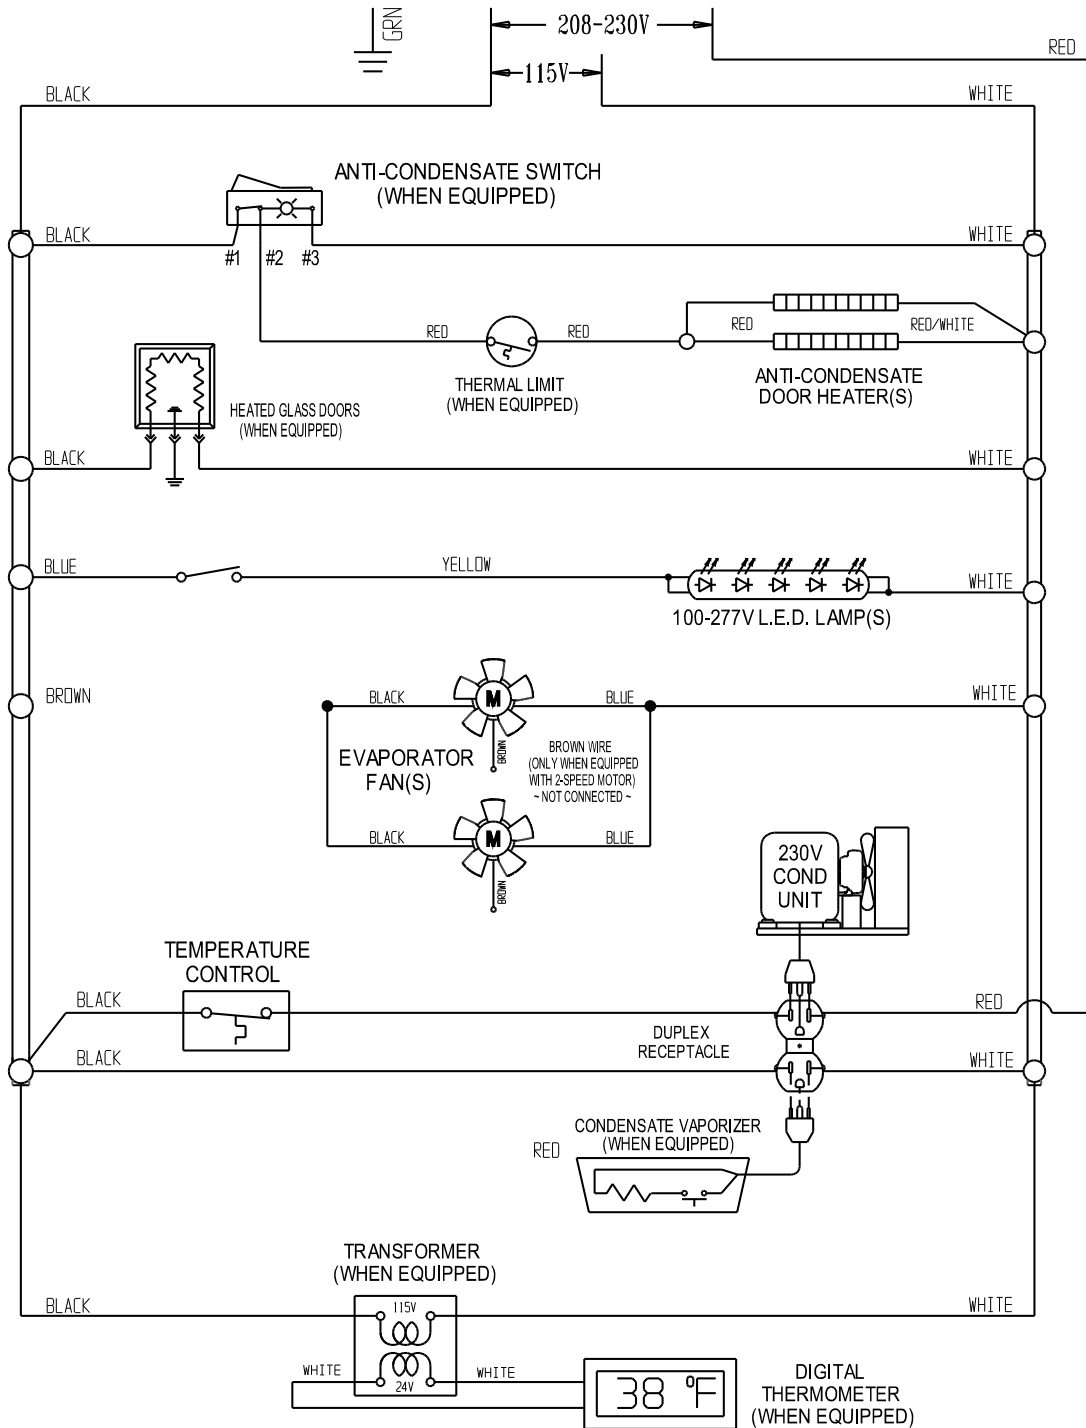 GRN
208-230V
RED
115V
BLACK
WHITE
ANTI-CONDENSATE SWITCH
(WHEN EQUIPPED)
BLACK
WHITE
#1
#2
#3
RED
RED
RED
RED/WHITE
THERMAL LIMIT
(WHEN EQUIPPED)
ANTI-CONDENSATE
DOOR HEATER(S)
HEATED GLASS DOORS
(WHEN EQUIPPED)
BLACK
WHITE
BLUE
YELLOW
WHITE
100-277V L.E.D. LAMP(S)
BROWN
BLACK
M
BLUE
WHITE
BROWN
EVAPORATOR
FAN(S)
BROWN WIRE
(ONLY WHEN EQUIPPED
WITH 2-SPEED MOTOR)
~ NOT CONNECTED ~
BLACK
M
BLUE
BROWN
230V
COND
UNIT
TEMPERATURE
CONTROL
BLACK
RED
DUPLEX
RECEPTACLE
BLACK
WHITE
CONDENSATE VAPORIZER
(WHEN EQUIPPED)
RED
TRANSFORMER
(WHEN EQUIPPED)
BLACK
115V
WHITE
WHITE
24V
WHITE
38 °F
DIGITAL
THERMOMETER
(WHEN EQUIPPED)